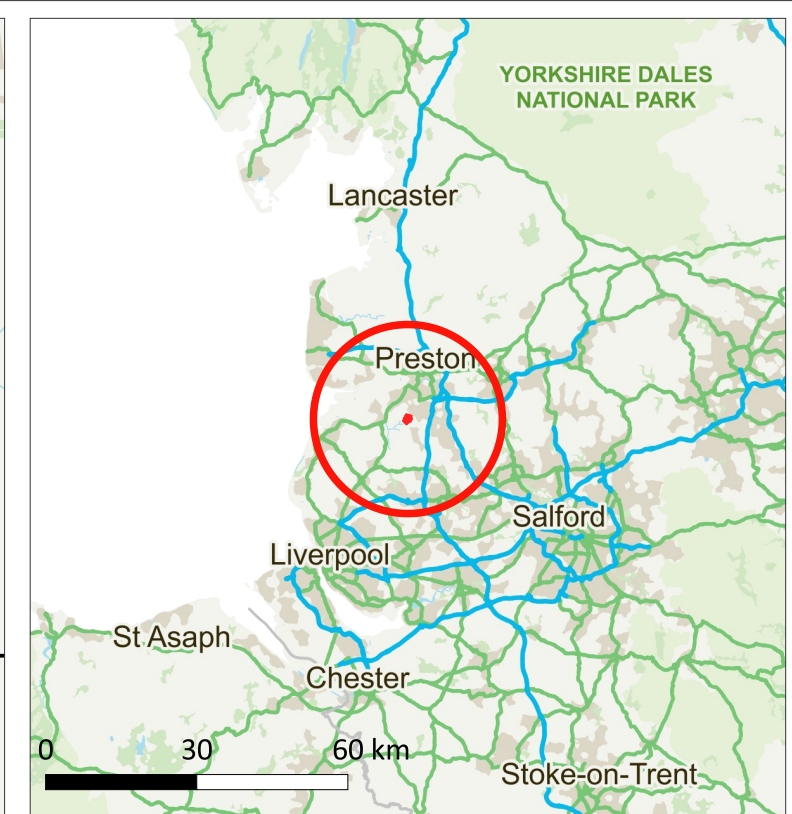 YORKSHIRE DALES
NATIONAL PARK
Lancaster
Preston
Salford
Liverpool
St Asaph
Chester
0 30 60 km
Stoke-on-Trent